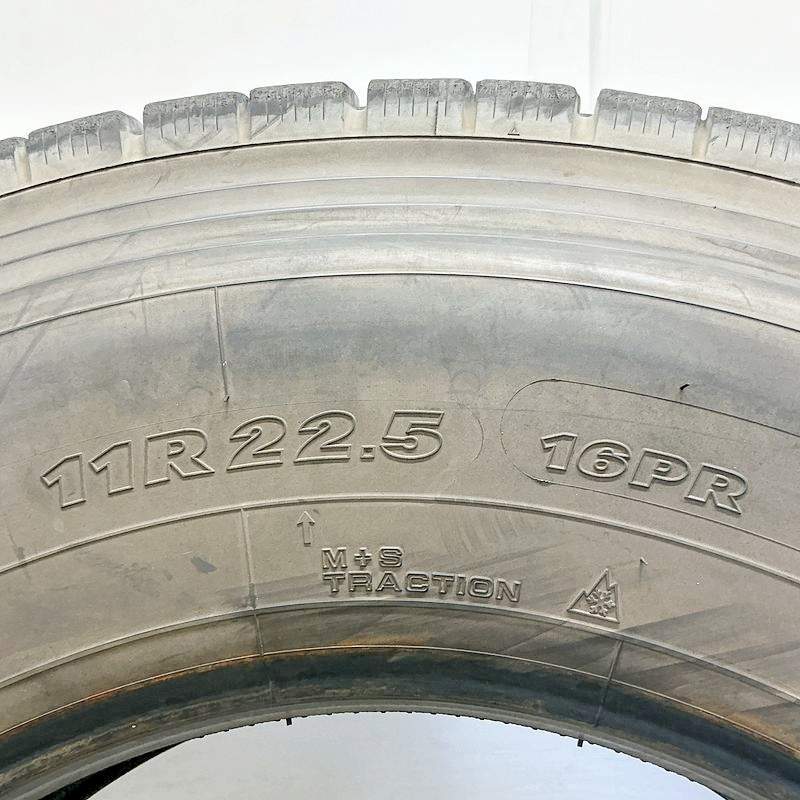 11R22.5 16PR
M+S
TRACTION